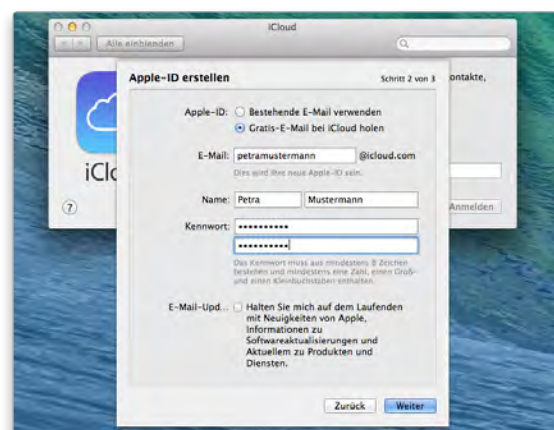 iCloud
Alle einblenden
ontakte,
iClo
Anmelden
?
Apple-ID erstellen
Schritt 2 von 3
Apple-ID: Bestehende E-Mail verwenden
Gratis-E-Mail bei iCloud holen
E-Mail: petramustermann @icloud.com
Dies wird Ihre neue Apple-ID sein.
Name: Petra Mustermann
Kennwort: ••••••••••
••••••••••
Das Kennwort muss aus mindestens 8 Zeichen
bestehen und mindestens eine Zahl, einen Groß-
und einen Kleinbuchstaben enthalten.
E-Mail-Upd... Halten Sie mich auf dem Laufenden
mit Neuigkeiten von Apple,
Informationen zu
Softwareaktualisierungen und
Aktuellem zu Produkten und
Diensten.
Zurück Weiter